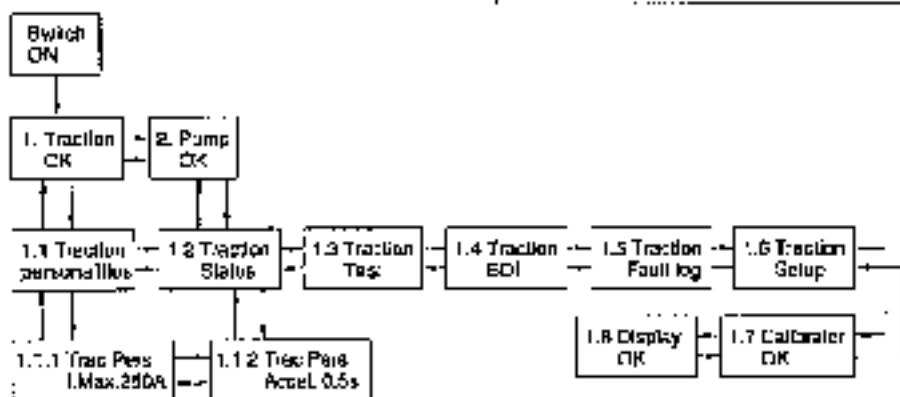 Switch
ON
1. Traction
OK
2. Pump
OK
1.1 Traction
personalities
1.2 Traction
Status
1.3 Traction
Test
1.4 Traction
BDI
1.5 Traction
Fault log
1.6 Traction
Setup
1.1.1 Trac Pers
I.Max.250A
1.1.2 Trac Pers
Accel. 0.5s
1.8 Display
OK
1.7 Calibrator
OK